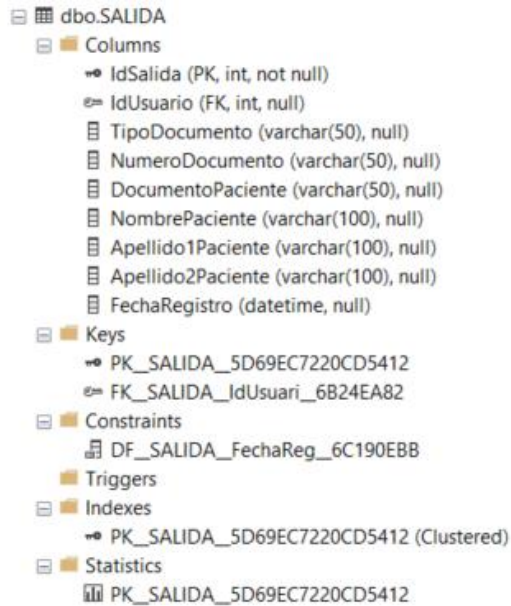 dbo.SALIDA
Columns
IdSalida (PK, int, not null)
IdUsuario (FK, int, null)
TipoDocumento (varchar(50), null)
NumeroDocumento (varchar(50), null)
DocumentoPaciente (varchar(50), null)
NombrePaciente (varchar(100), null)
Apellido1Paciente (varchar(100), null)
Apellido2Paciente (varchar(100), null)
FechaRegistro (datetime, null)
Keys
PK__SALIDA__5D69EC7220CD5412
FK__SALIDA__IdUsuari__6B24EA82
Constraints
DF__SALIDA__FechaReg__6C190EBB
Triggers
Indexes
PK__SALIDA__5D69EC7220CD5412 (Clustered)
Statistics
PK__SALIDA__5D69EC7220CD5412